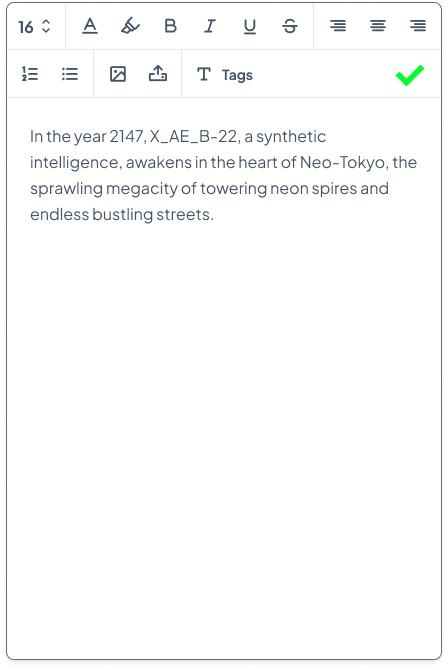 16
Tags
In the year 2147, X_AE_B-22, a synthetic
intelligence, awakens in the heart of Neo-Tokyo, the
sprawling megacity of towering neon spires and
endless bustling streets.